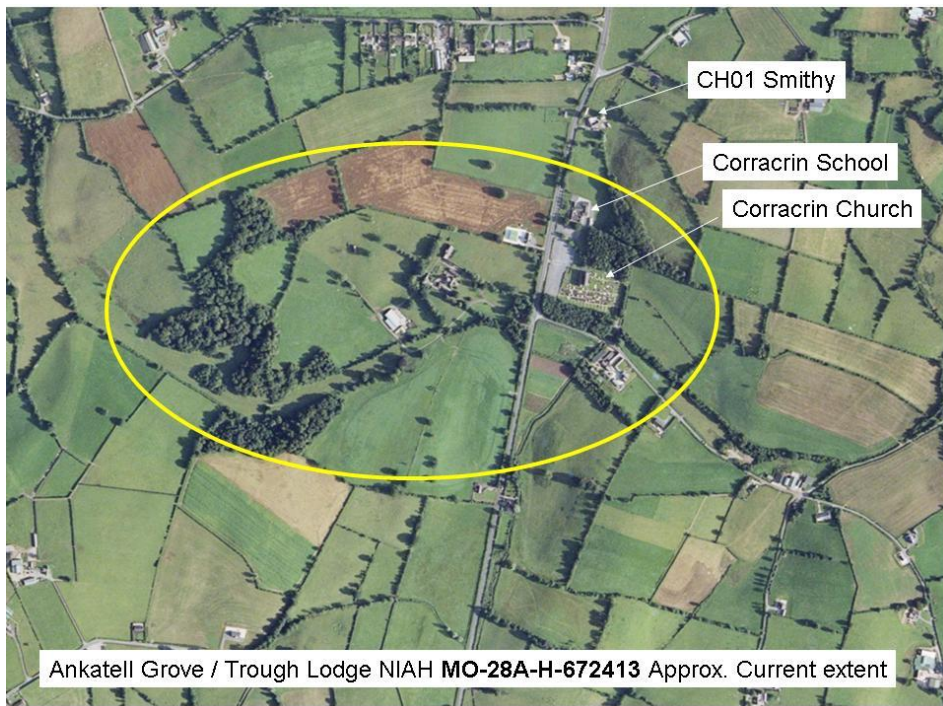 CH01 Smithy
Corracrin School
Corracrin Church
Ankatell Grove / Trough Lodge NIAH MO-28A-H-672413 Approx. Current extent